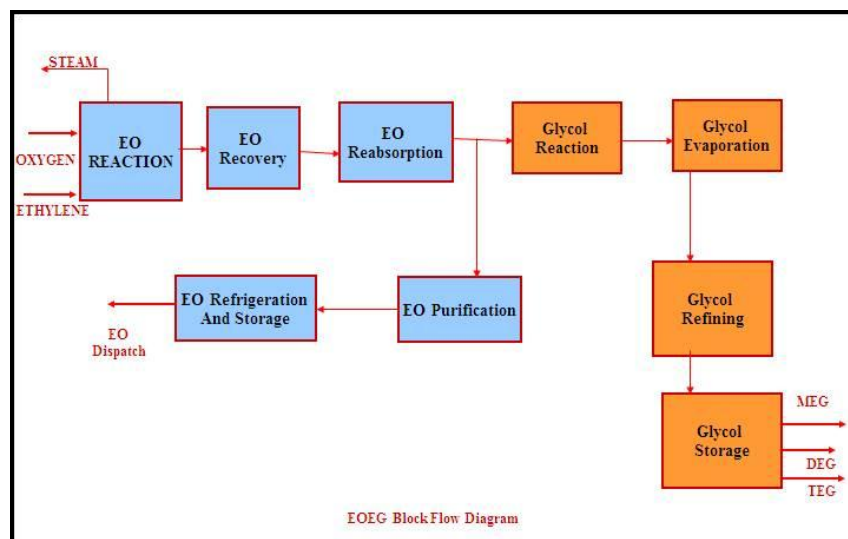 STEAM
OXYGEN
ETHYLENE
EO
REACTION
EO
Recovery
EO
Reabsorption
Glycol
Reaction
Glycol
Evaporation
EO Refrigeration
And Storage
EO Purification
EO
Dispatch
Glycol
Refining
Glycol
Storage
MEG
DEG
TEG
EOEG Block Flow Diagram